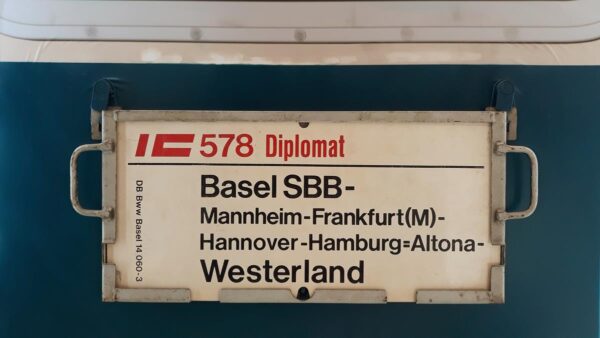 IC 578 Diplomat
Basel SBB-
Mannheim-Frankfurt(M)-
Hannover-Hamburg=Altona-
Westerland
DB Bww Basel 14 060-3